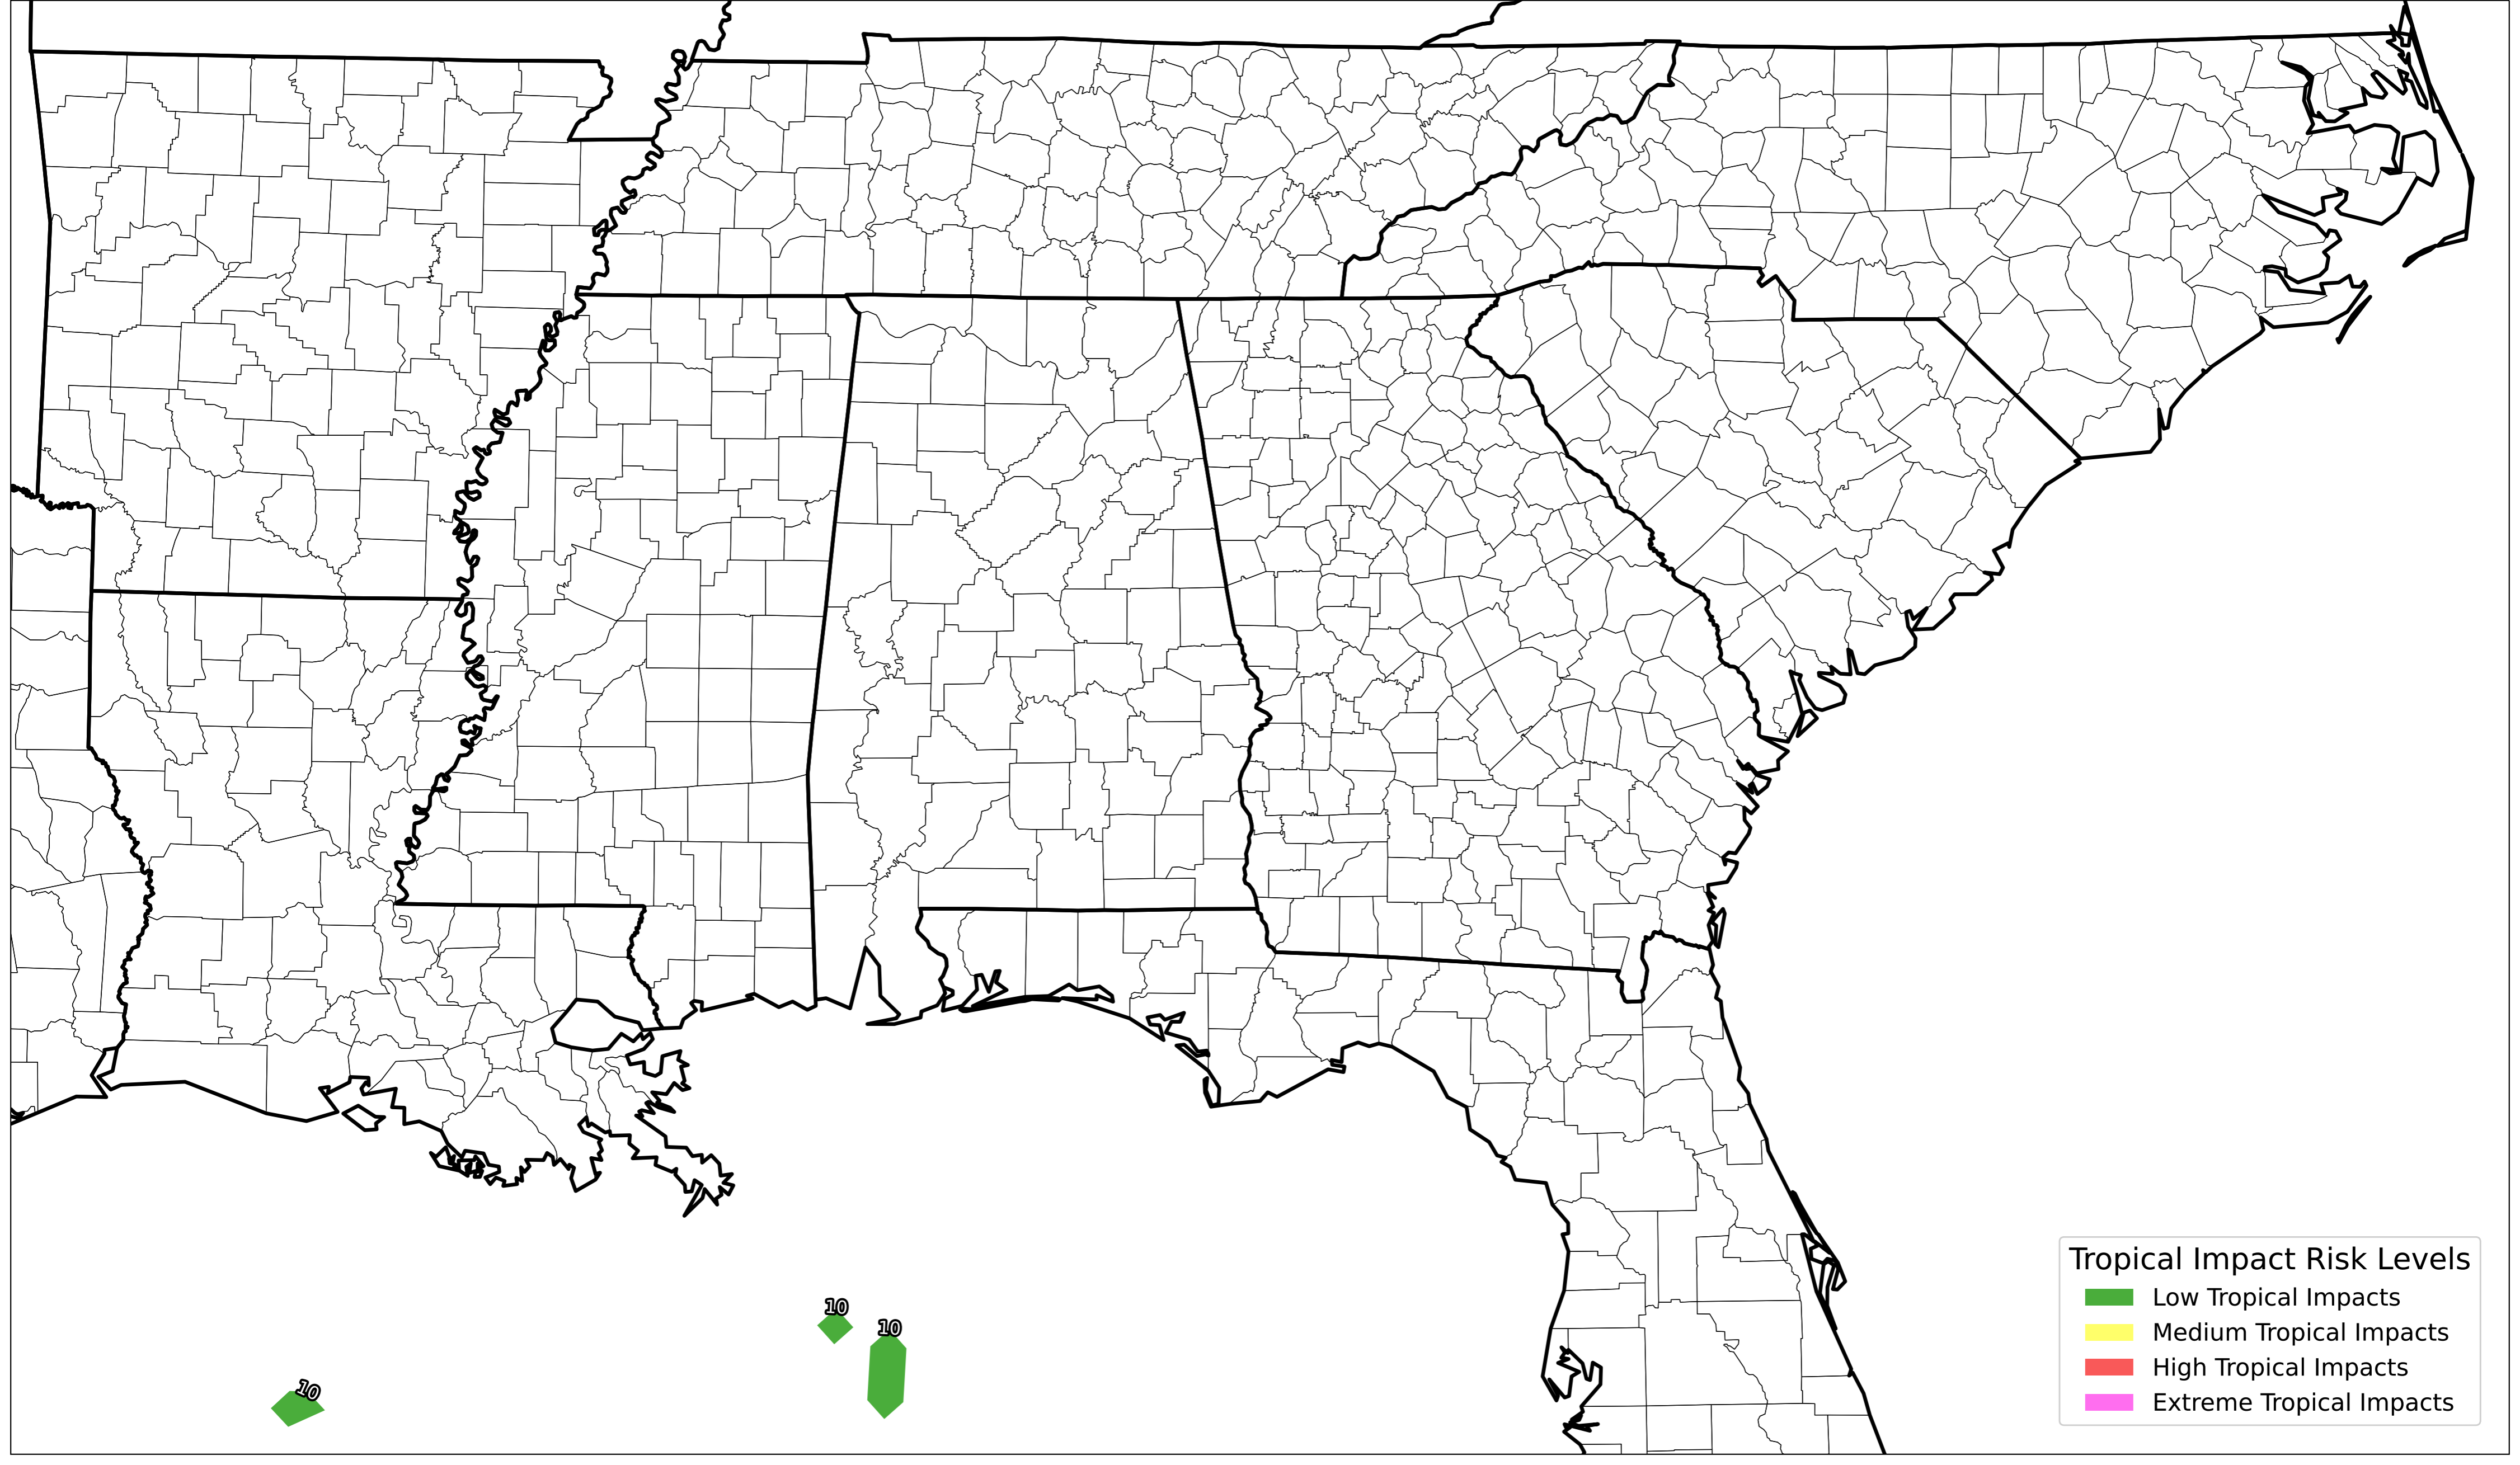 10
10
10
Tropical Impact Risk Levels
Low Tropical Impacts
Medium Tropical Impacts
High Tropical Impacts
Extreme Tropical Impacts